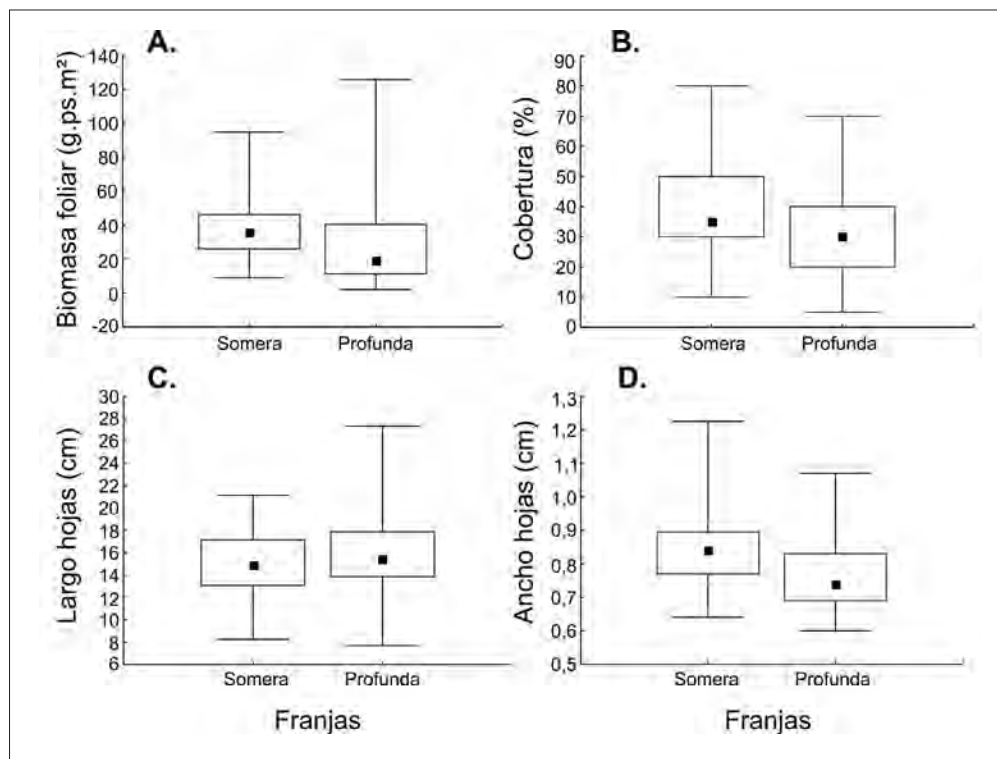 A.
Biomasa foliar (g.ps.m²)
140
120
100
80
60
40
20
0
-20
Somera Profunda
B.
Cobertura (%)
90
80
70
60
50
40
30
20
10
0
Somera Profunda
C.
Largo hojas (cm)
30
28
26
24
22
20
18
16
14
12
10
8
6
Somera Profunda
Franjas
D.
Ancho hojas (cm)
1,3
1,2
1,1
1,0
0,9
0,8
0,7
0,6
0,5
Somera Profunda
Franjas